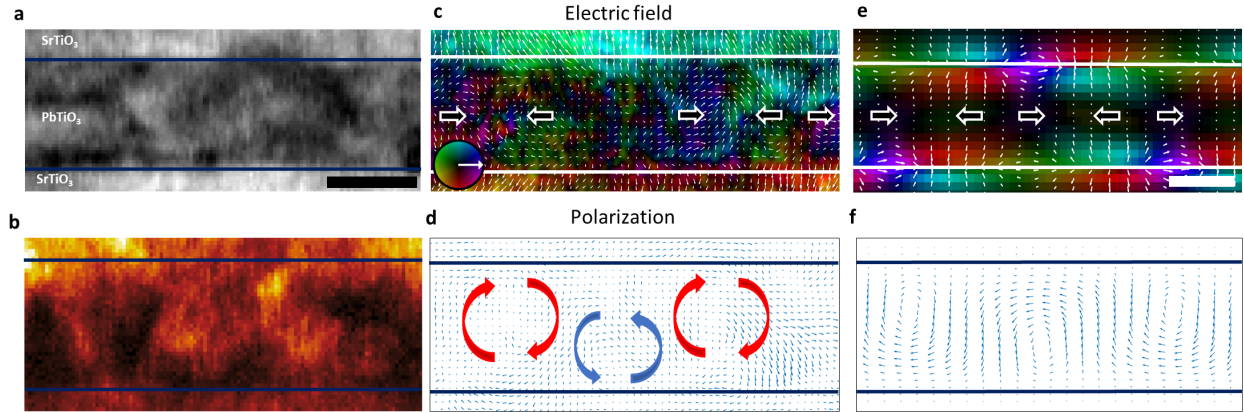 a
SrTiO₃
PbTiO₃
SrTiO₃
b
c
Electric field
d
Polarization
e
f